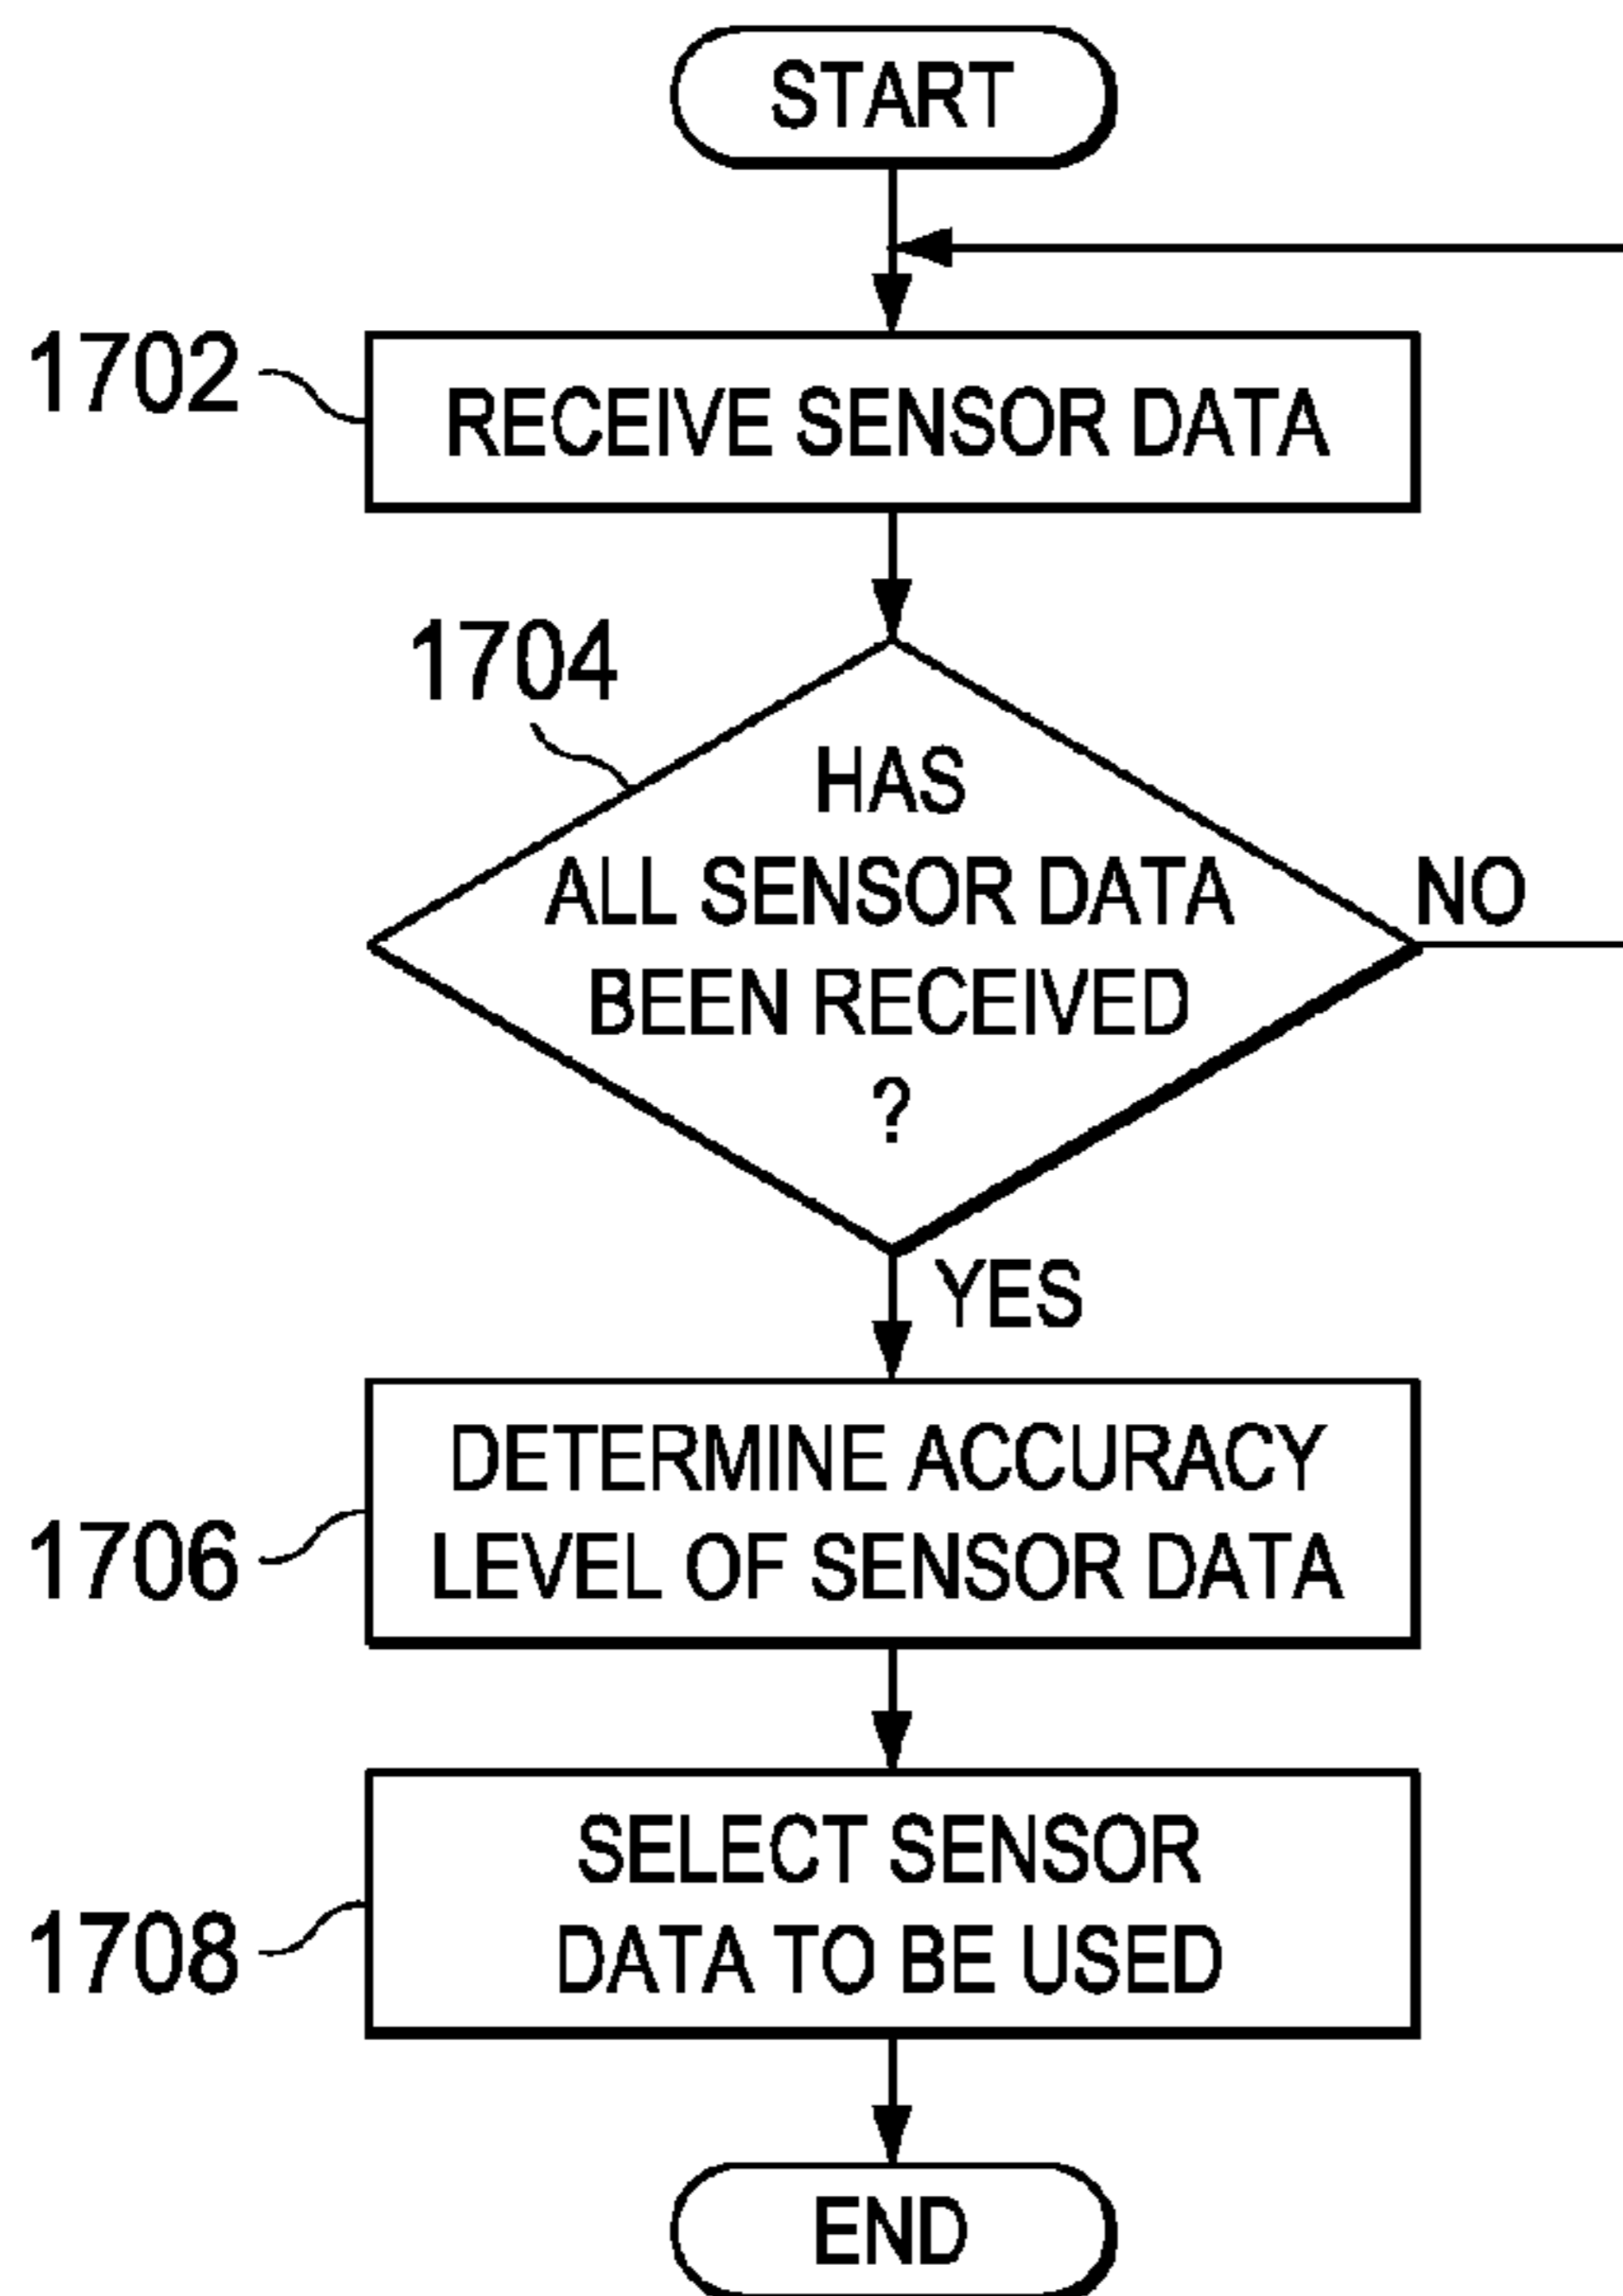 START
1702
RECEIVE SENSOR DATA
1704
HAS
ALL SENSOR DATA
BEEN RECEIVED
?
NO
YES
1706
DETERMINE ACCURACY
LEVEL OF SENSOR DATA
1708
SELECT SENSOR
DATA TO BE USED
END